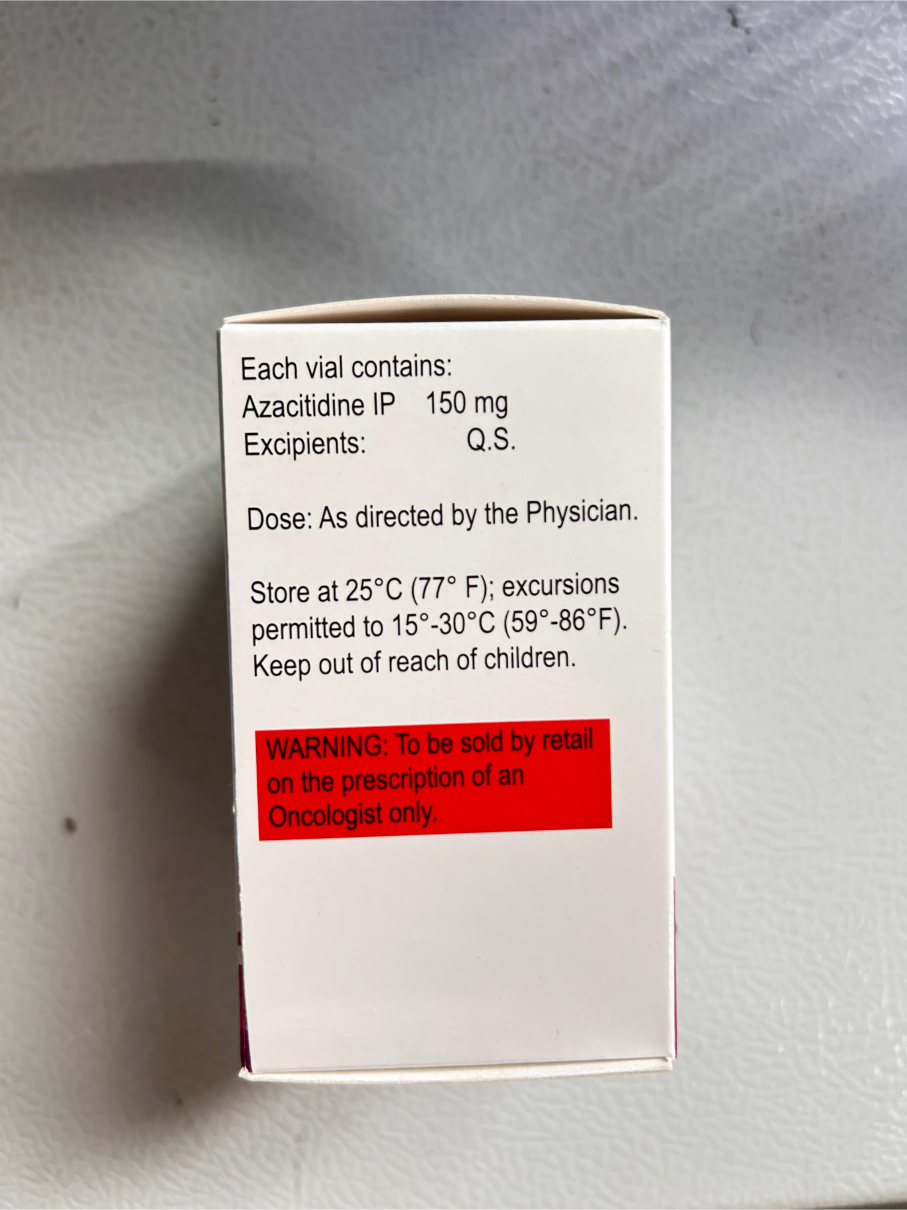 Each vial contains:
Azacitidine IP 150 mg
Excipients: Q.S.
Dose: As directed by the Physician.
Store at 25°C (77° F); excursions
permitted to 15°-30°C (59°-86°F).
Keep out of reach of children.
WARNING: To be sold by retail
on the prescription of an
Oncologist only.